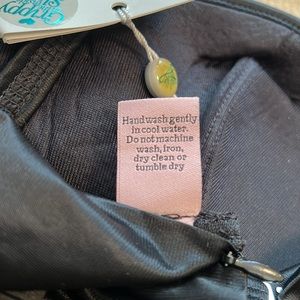 Handwash gently
in cool water.
Do not machine
wash, iron,
dry clean or
tumble dry